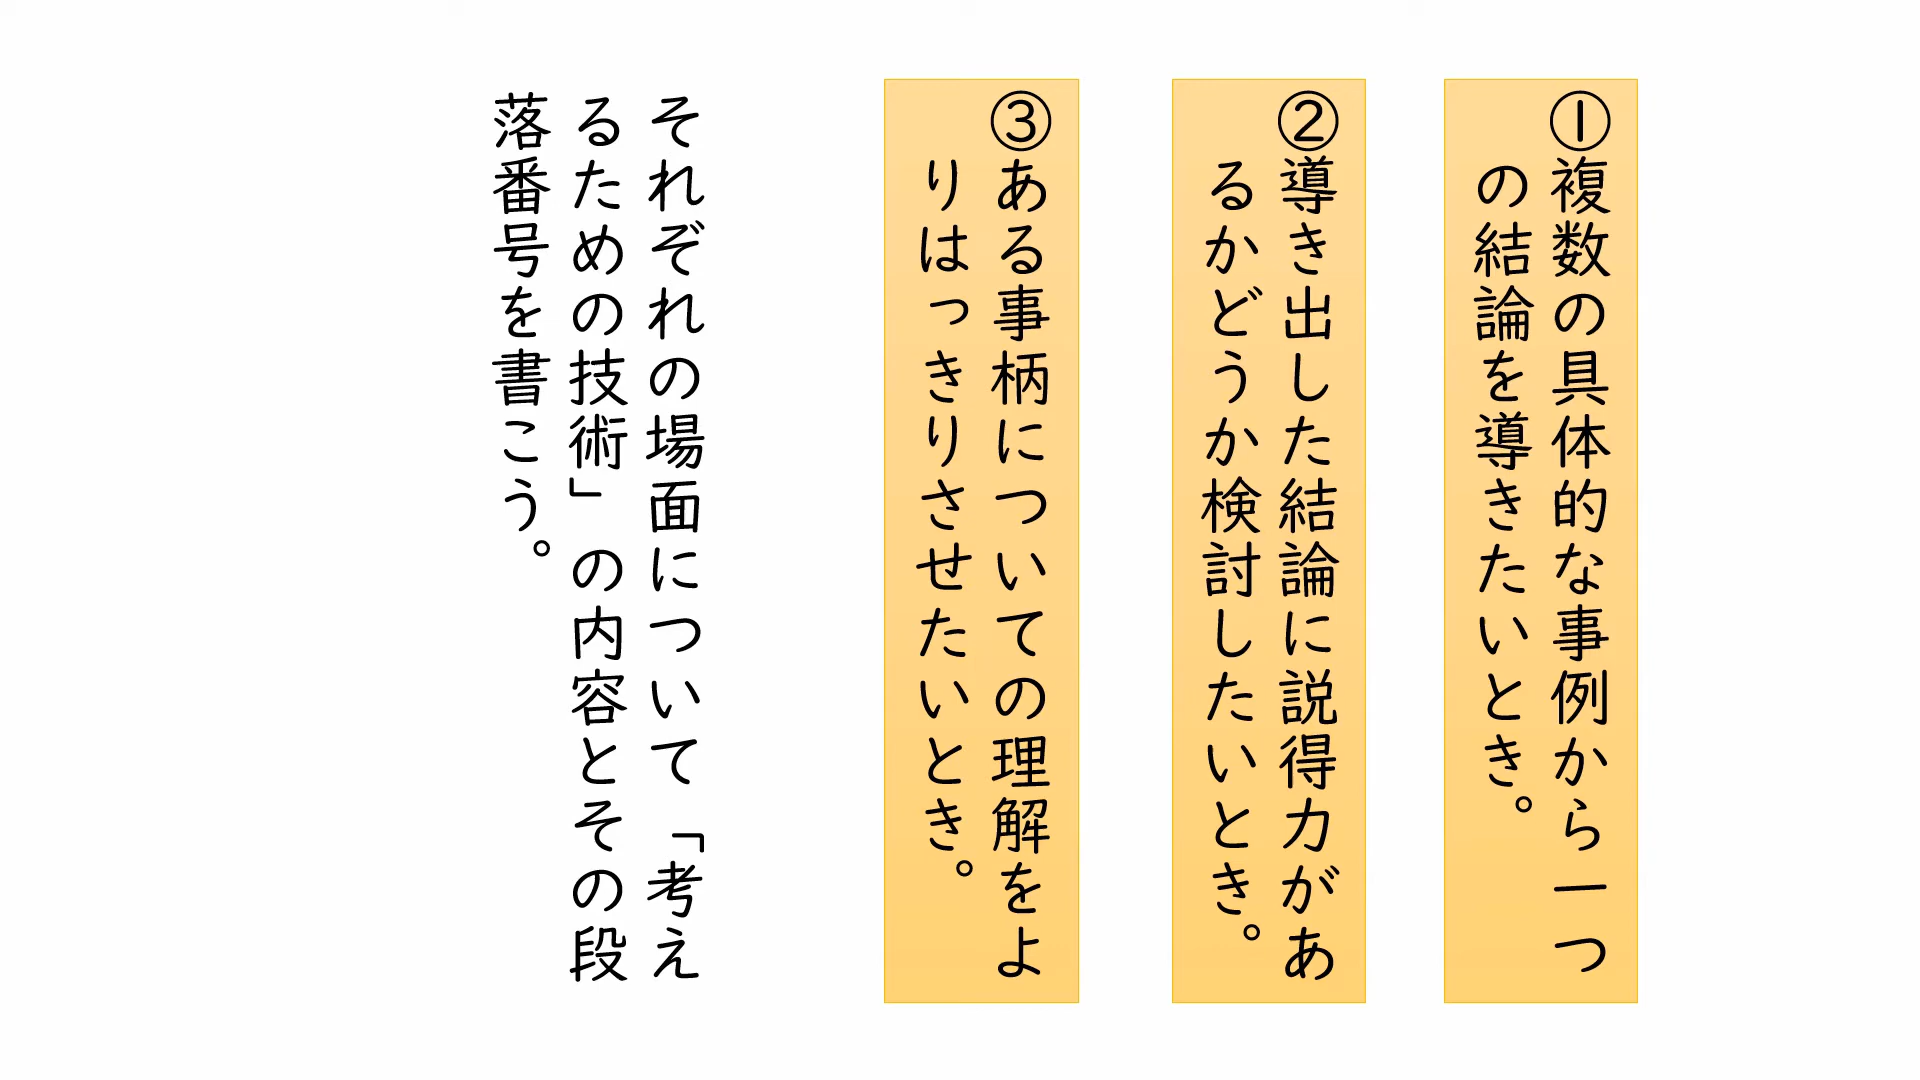 ①複数の具体的な事例から一つ
の結論を導きたいとき。
②導き出した結論に説得力があ
るかどうか検討したいとき。
③ある事柄についての理解をよ
りはっきりさせたいとき。
それぞれの場面について「考え
るための技術」の内容とその段
落番号を書こう。